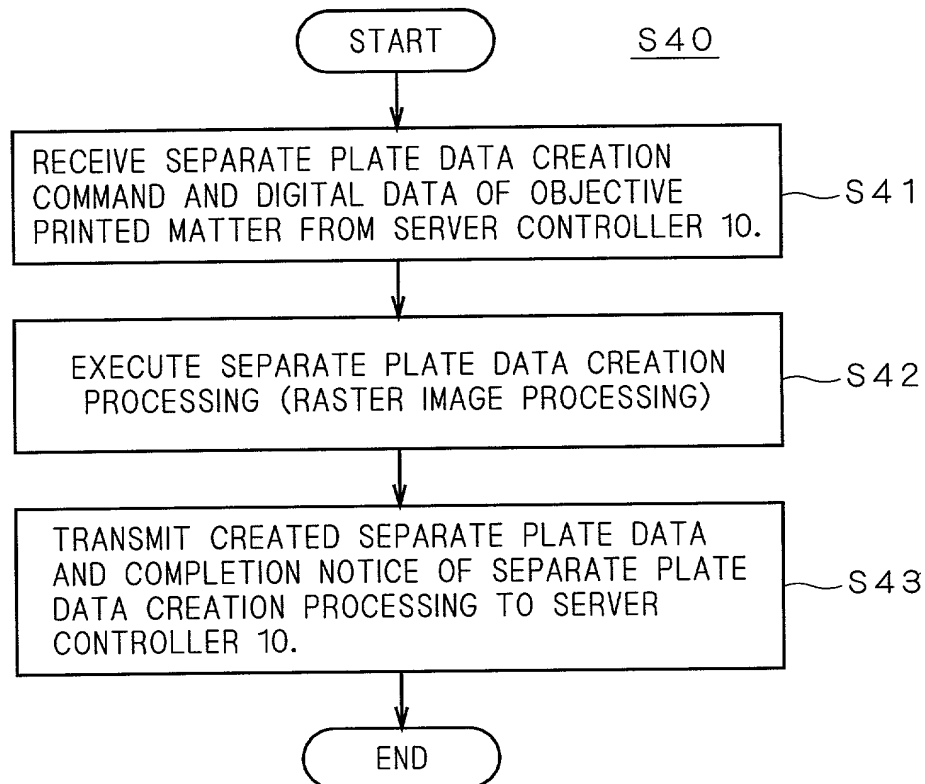 START
S40
RECEIVE SEPARATE PLATE DATA CREATION
COMMAND AND DIGITAL DATA OF OBJECTIVE
PRINTED MATTER FROM SERVER CONTROLLER 10.
S41
EXECUTE SEPARATE PLATE DATA CREATION
PROCESSING (RASTER IMAGE PROCESSING)
S42
TRANSMIT CREATED SEPARATE PLATE DATA
AND COMPLETION NOTICE OF SEPARATE PLATE
DATA CREATION PROCESSING TO SERVER
CONTROLLER 10.
S43
END